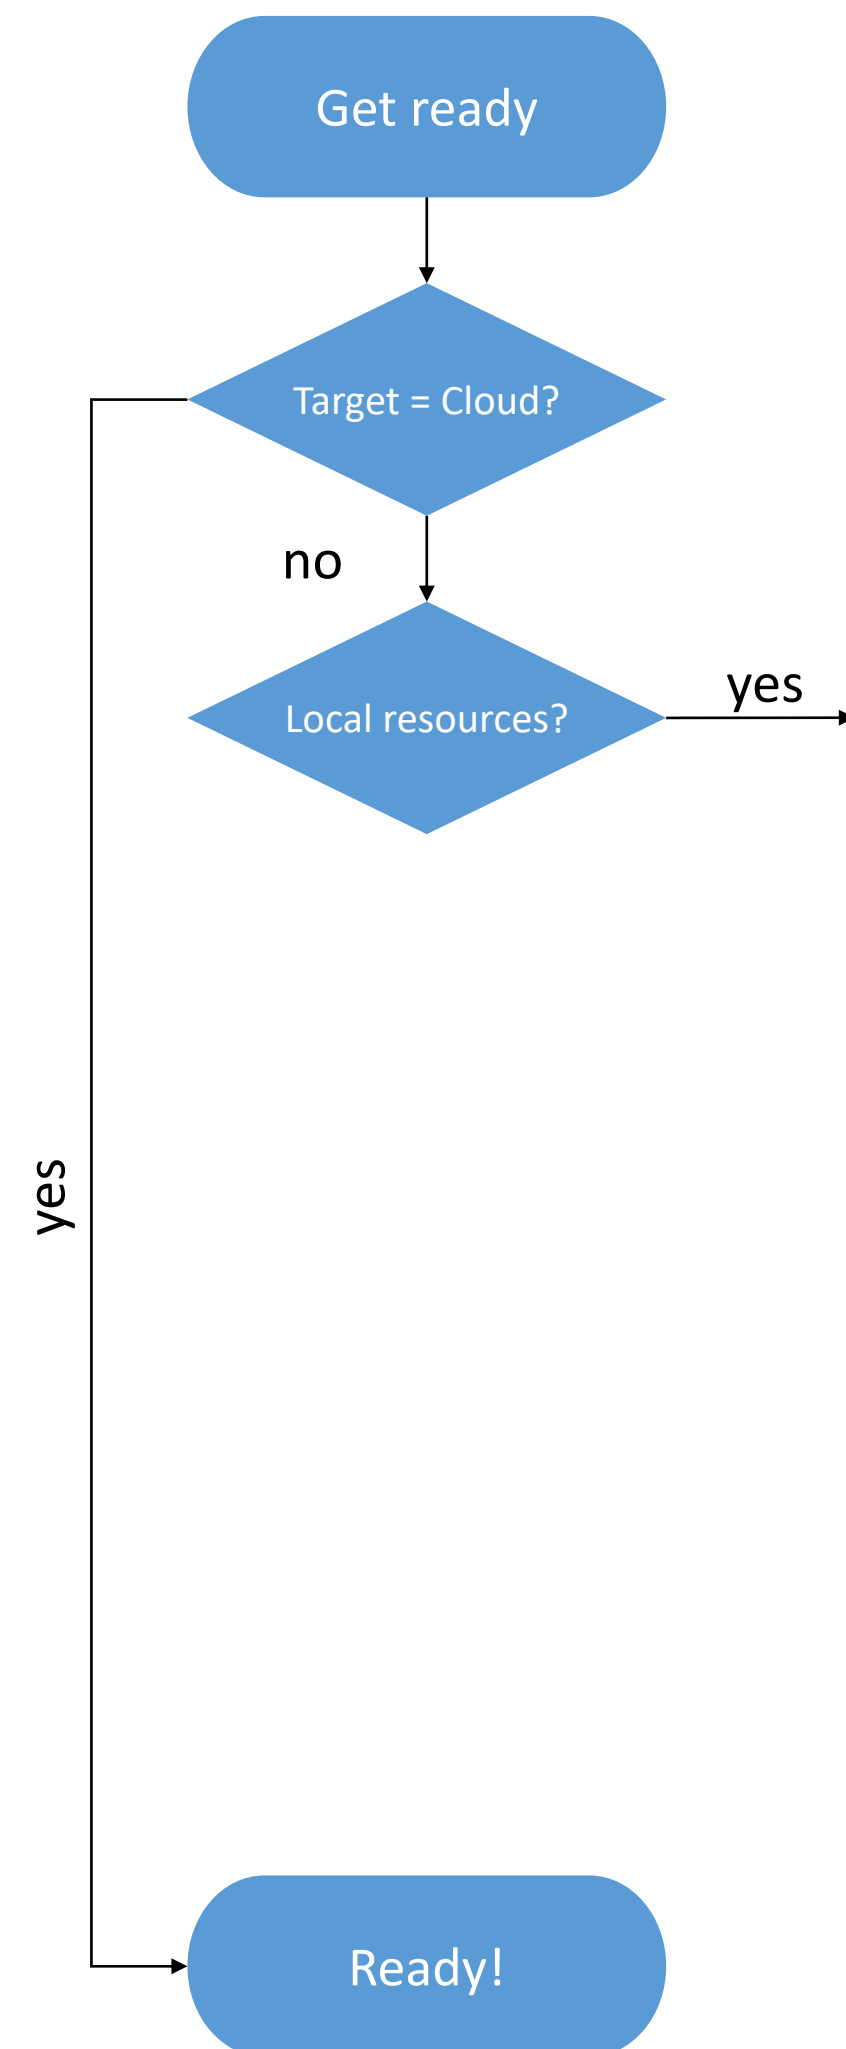 Get ready
Target = Cloud?
no
Local resources?
yes
yes
Ready!